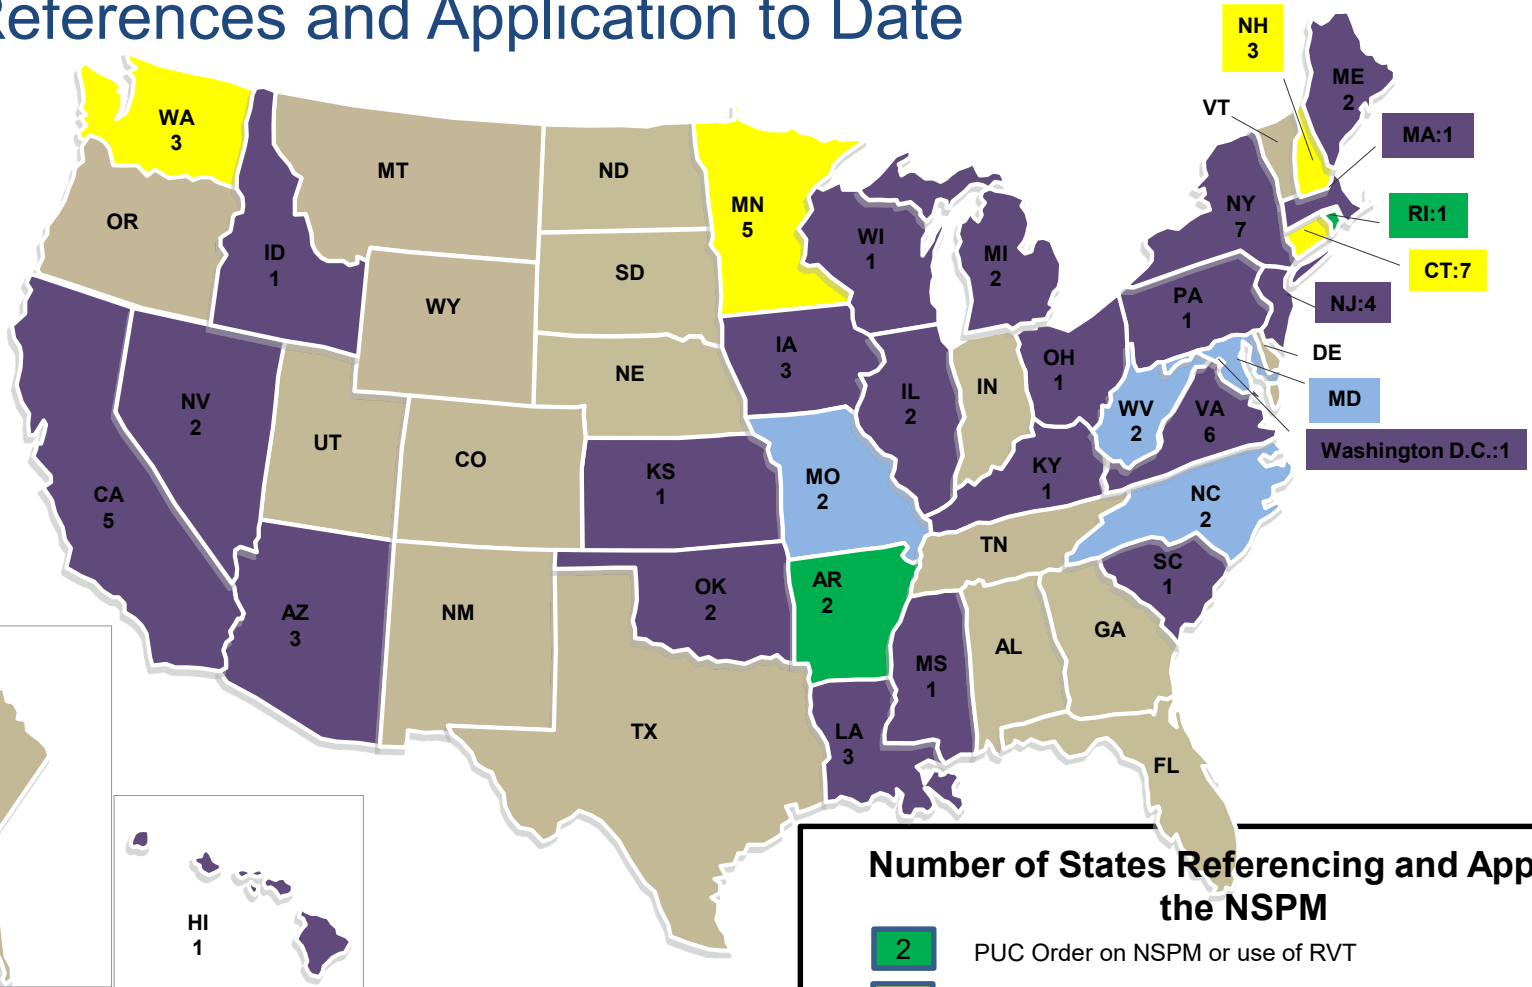 References and Application to Date
NH
3
ME
2
WA
3
VT
MA:1
MT
ND
MN
5
NY
7
RI:1
OR
WI
1
ID
1
MI
2
SD
CT:7
WY
PA
1
NJ:4
IA
3
OH
1
DE
NE
IN
NV
2
IL
2
WV
2
VA
6
MD
UT
CO
KS
1
MO
2
KY
1
Washington D.C.:1
CA
5
NC
2
TN
SC
1
AZ
3
NM
OK
2
AR
2
MS
1
AL
GA
TX
LA
3
FL
HI
1
Number of States Referencing and App
the NSPM
2 PUC Order on NSPM or use of RVT